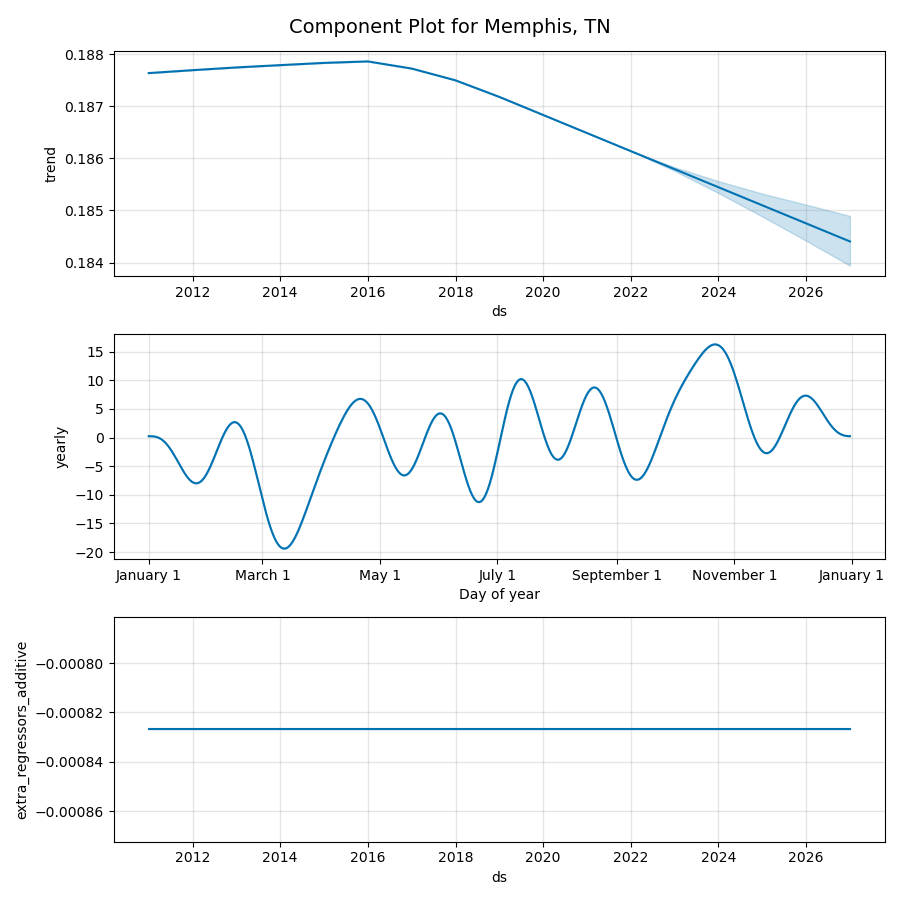 Component Plot for Memphis, TN
0.188
0.187
0.186
0.185
0.184
trend
2012 2014 2016 2018 2020 2022 2024 2026
ds
15
10
5
0
−5
−10
−15
−20
yearly
January 1 March 1 May 1 July 1 September 1 November 1 January 1
Day of year
−0.00080
−0.00082
−0.00084
−0.00086
extra_regressors_additive
2012 2014 2016 2018 2020 2022 2024 2026
ds